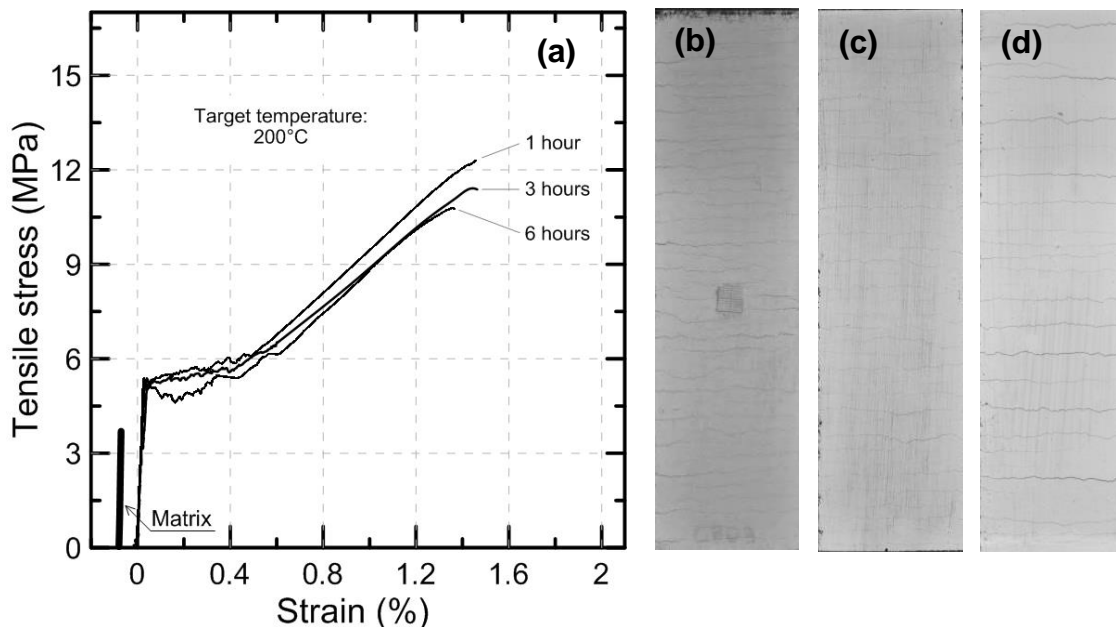 (a)
Target temperature:
200°C
1 hour
3 hours
6 hours
Matrix
Tensile stress (MPa)
15
12
9
6
3
0
0 0.4 0.8 1.2 1.6 2
Strain (%)
(b)
(c)
(d)